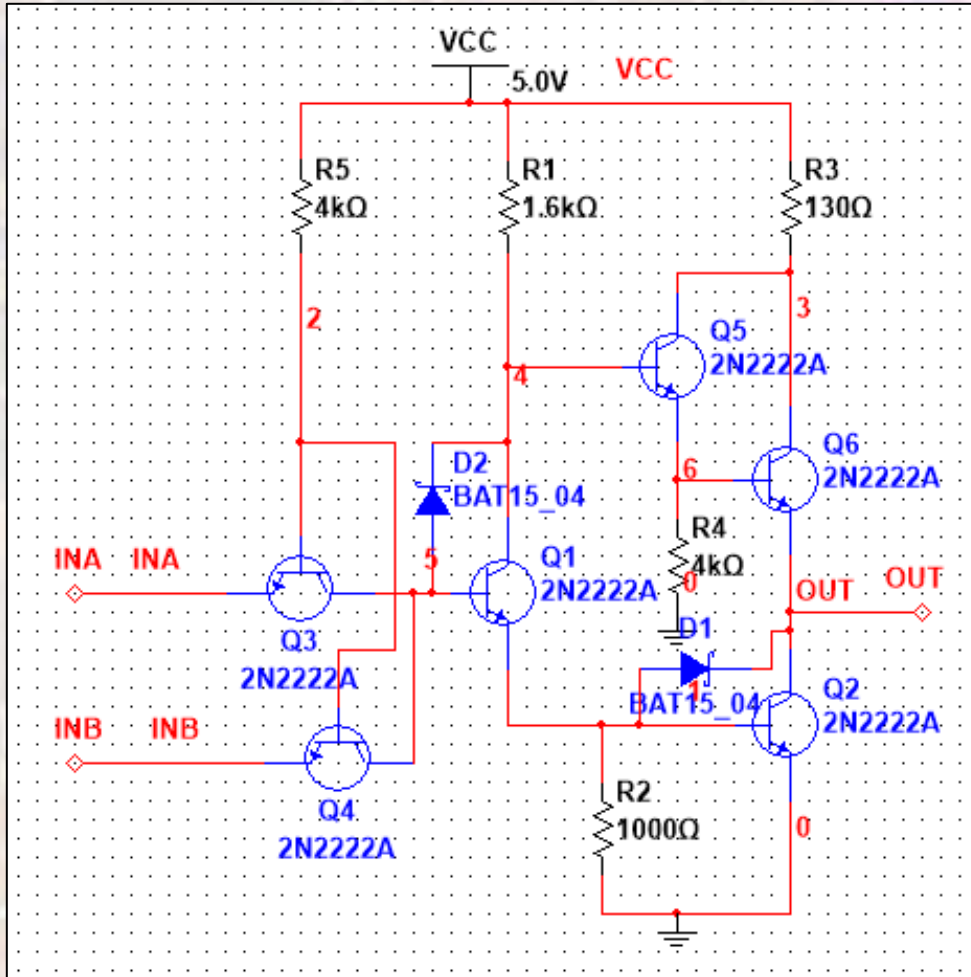 VCC
5.0V
VCC
R5
4kΩ
R1
1.6kΩ
R3
130Ω
2
3
Q5
2N2222A
4
Q6
2N2222A
6
D2
BAT15_04
R4
4kΩ
0
5
Q1
2N2222A
INA INA
Q3
2N2222A
OUT OUT
D1
1
BAT15_04
Q2
2N2222A
INB INB
Q4
2N2222A
R2
1000Ω
0